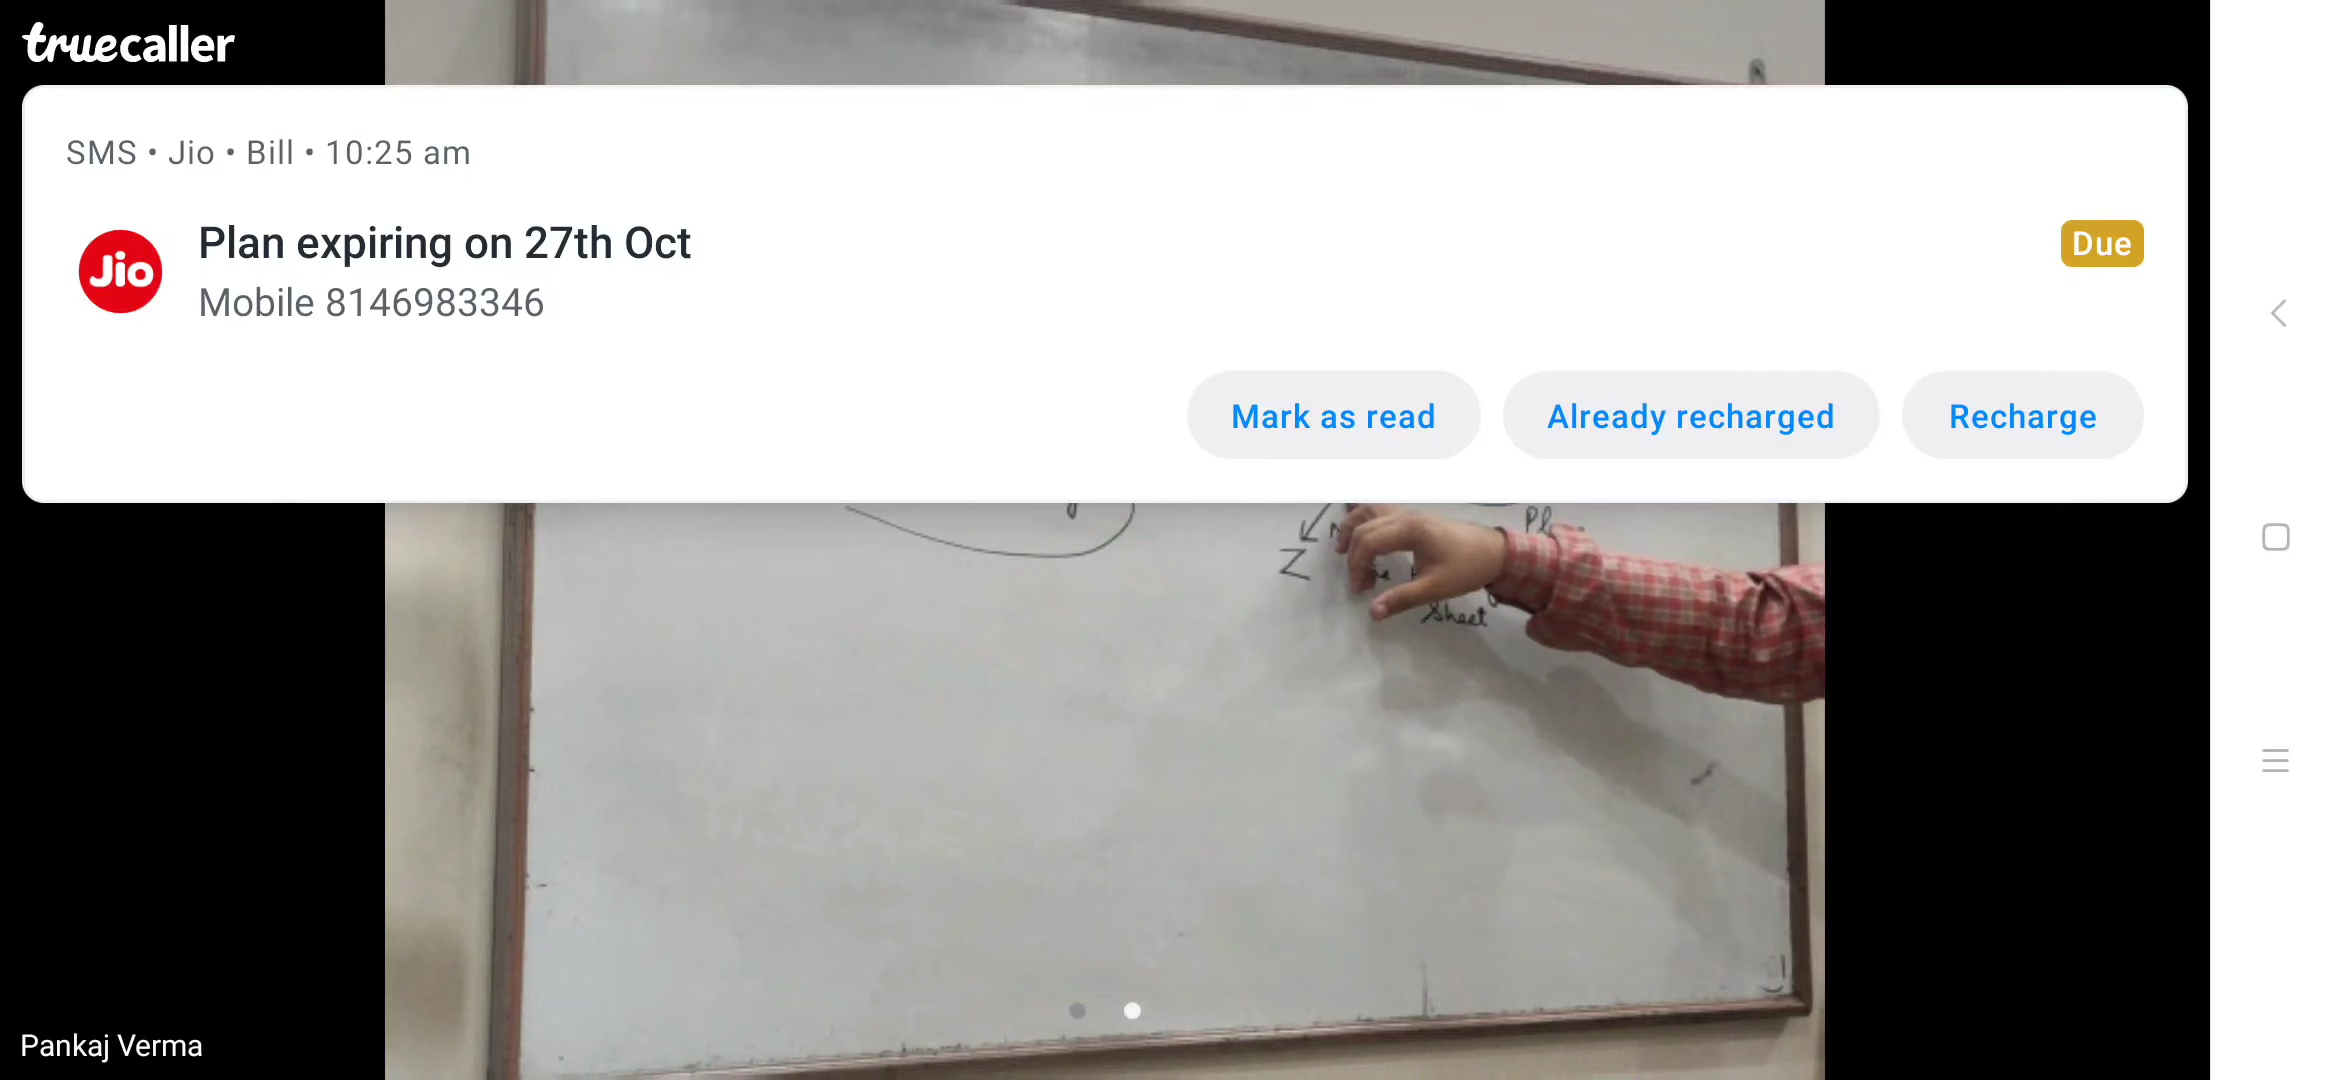 truecaller
SMS • Jio • Bill • 10:25 am
Jio
Plan expiring on 27th Oct
Due
Mobile 8146983346
Mark as read
Already recharged
Recharge
Pl
Z
Sheet
Pankaj Verma